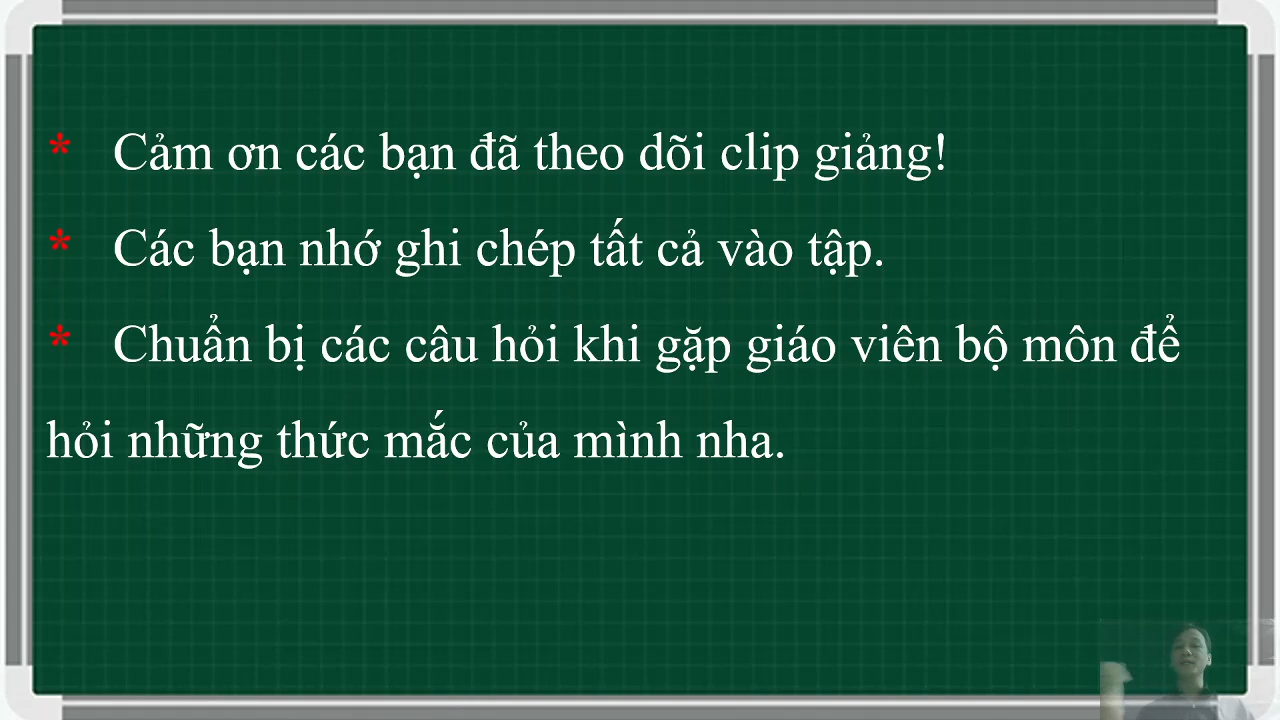 * Cảm ơn các bạn đã theo dõi clip giảng!
* Các bạn nhớ ghi chép tất cả vào tập.
* Chuẩn bị các câu hỏi khi gặp giáo viên bộ môn để
hỏi những thức mắc của mình nha.